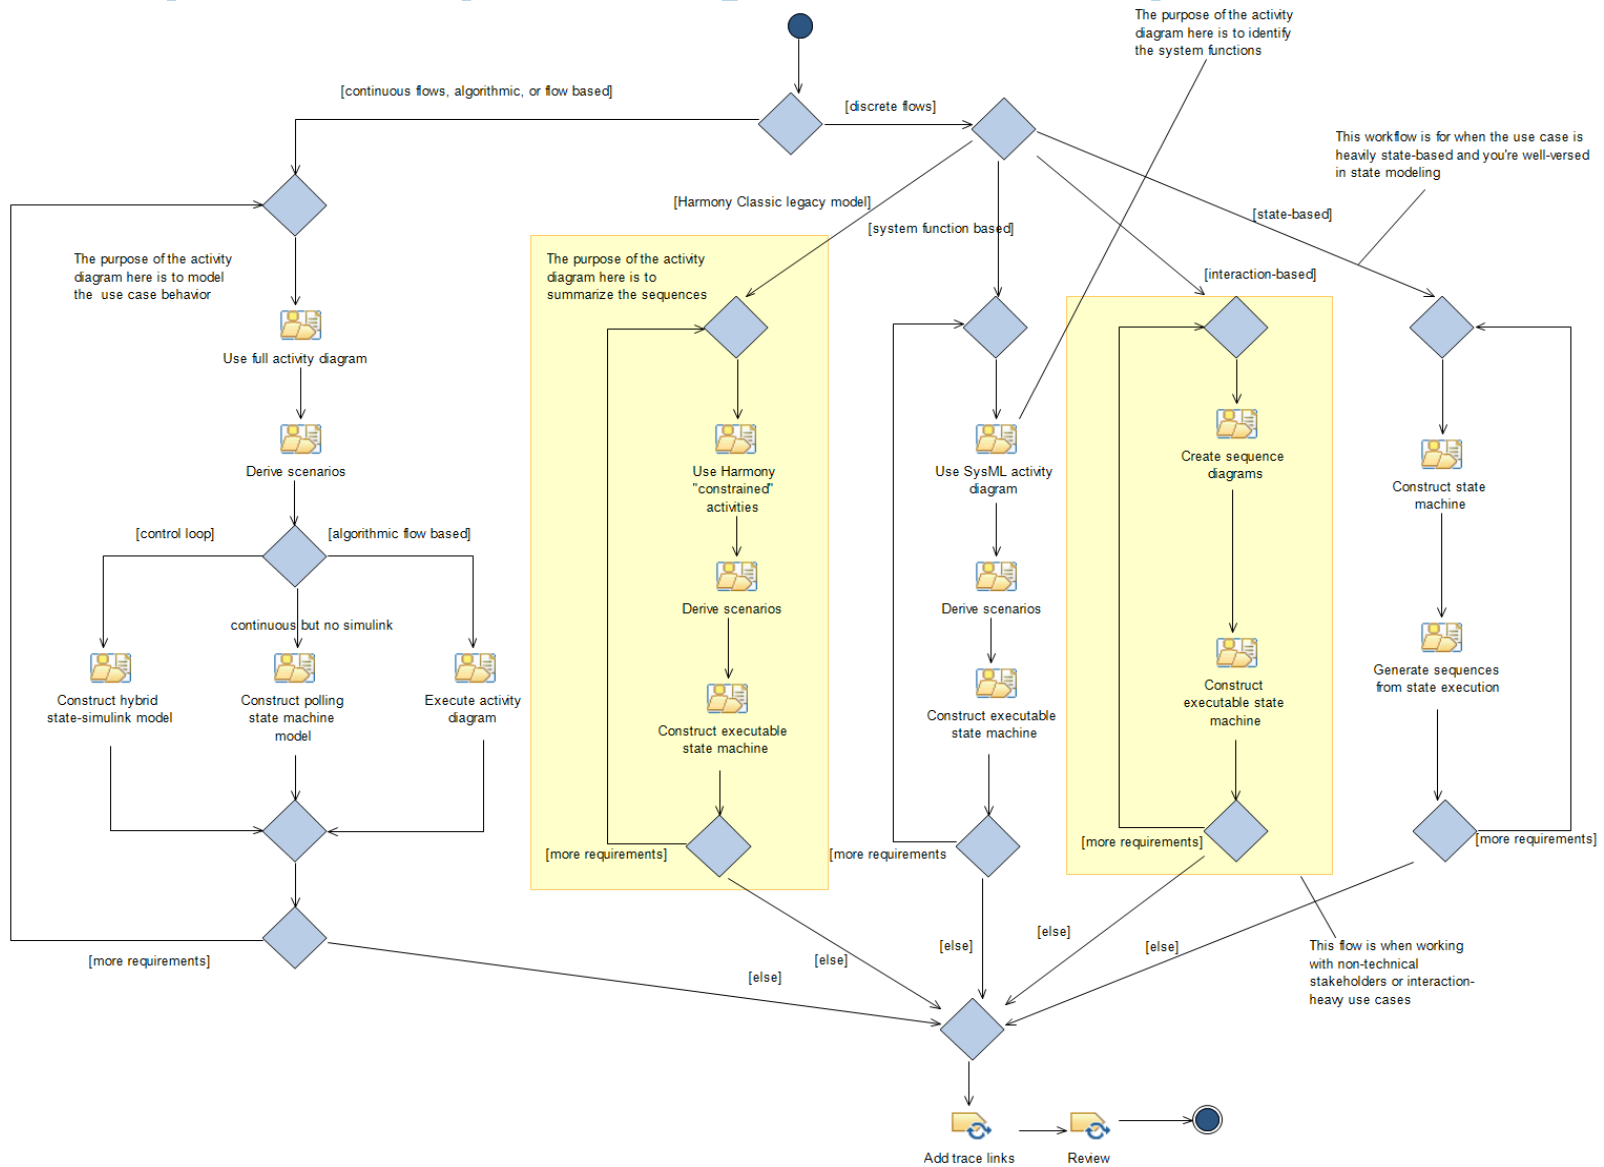 The purpose of the activity
diagram here is to identify
the system functions
[continuous flows, algorithmic, or flow based]
[discrete flows]
This workflow is for when the use case is
heavily state-based and you're well-versed
in state modeling
[Harmony Classic legacy model]
[system function based]
[state-based]
[interaction-based]
The purpose of the activity
diagram here is to model
the use case behavior
The purpose of the activity
diagram here is to
summarize the sequences
Use full activity diagram
Derive scenarios
[control loop]
[algorithmic flow based]
continuous but no simulink
Construct hybrid
state-simulink model
Construct polling
state machine
model
Execute activity
diagram
[more requirements]
[else]
Use Harmony
"constrained"
activities
Derive scenarios
Construct executable
state machine
[more requirements]
[else]
Use SysML activity
diagram
Derive scenarios
Construct executable
state machine
[more requirements
[else]
Create sequence
diagrams
Construct
executable state
machine
[more requirements]
[else]
Construct state
machine
Generate sequences
from state execution
[more requirements]
[else]
This flow is when working
with non-technical
stakeholders or interaction-
heavy use cases
Add trace links
Review